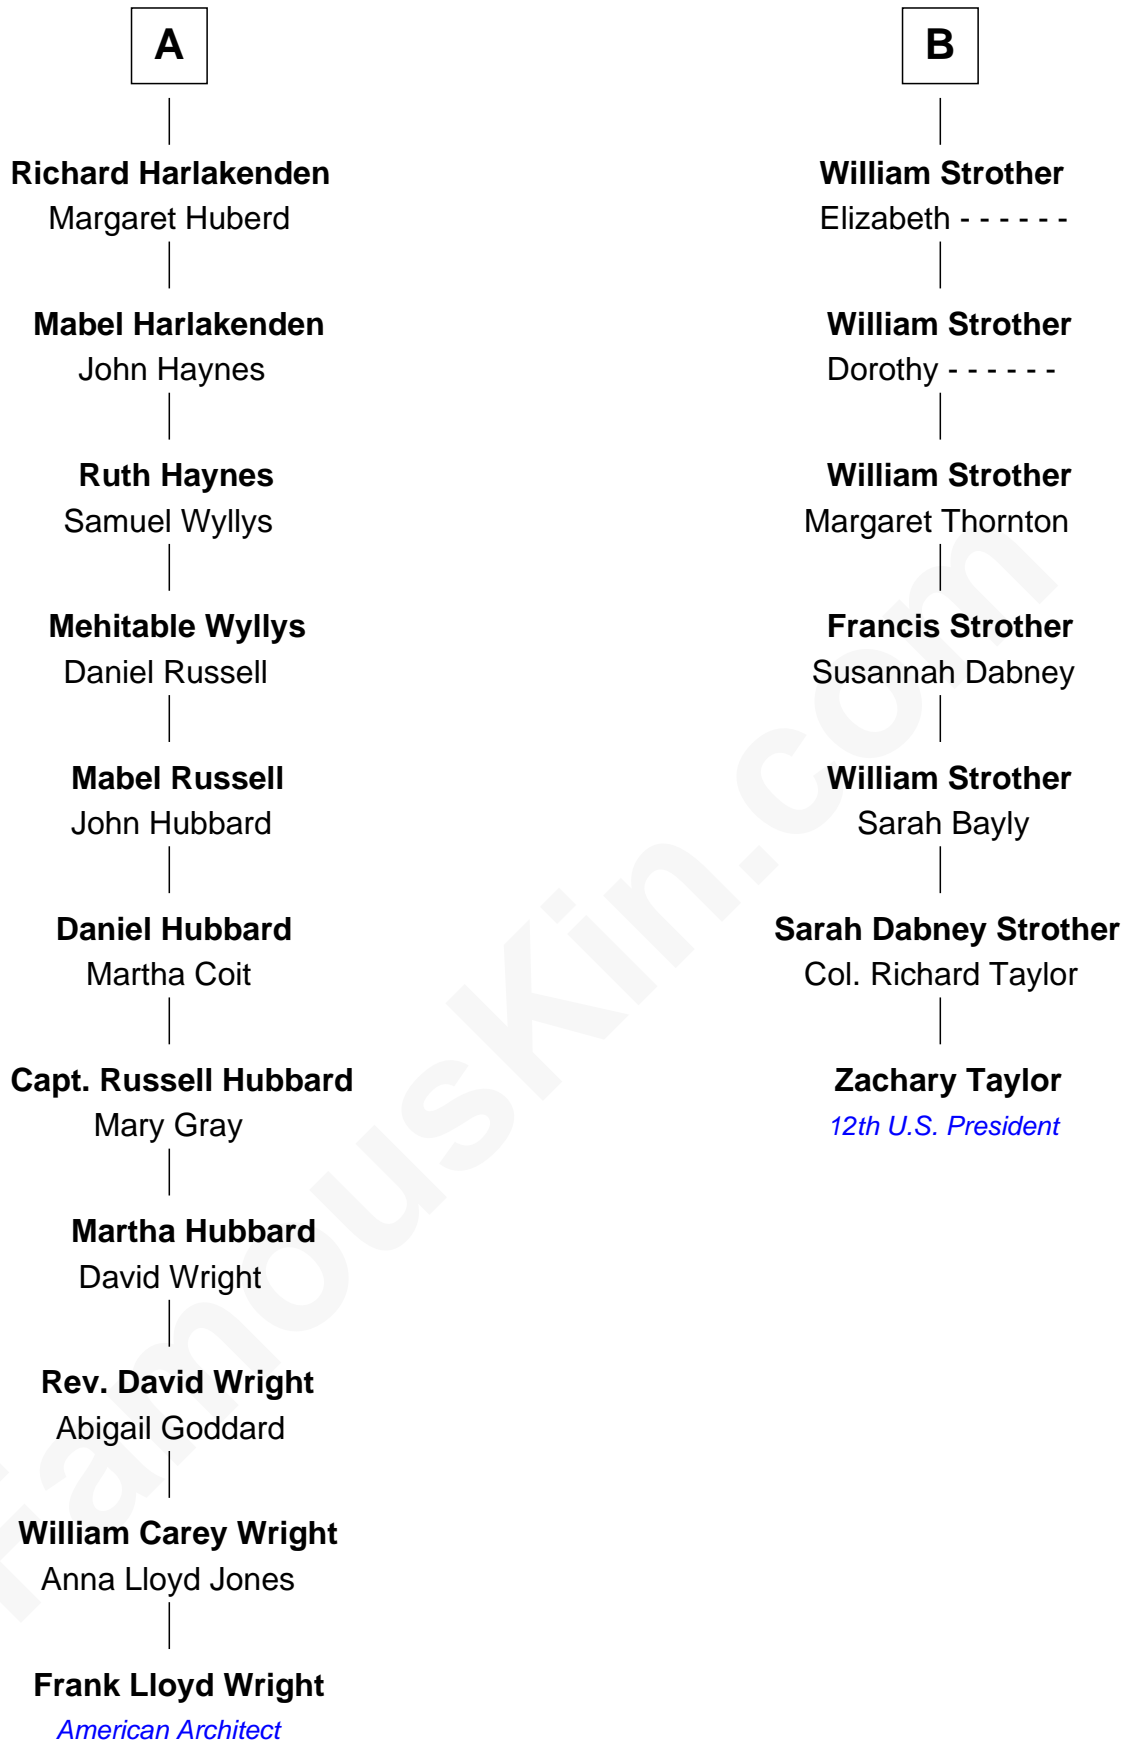 A
Richard Harlakenden
Margaret Huberd
Mabel Harlakenden
John Haynes
Ruth Haynes
Samuel Wyllys
Mehitable Wyllys
Daniel Russell
Mabel Russell
John Hubbard
Daniel Hubbard
Martha Coit
Capt. Russell Hubbard
Mary Gray
Martha Hubbard
David Wright
Rev. David Wright
Abigail Goddard
William Carey Wright
Anna Lloyd Jones
Frank Lloyd Wright
American Architect
B
William Strother
Elizabeth - - - - - -
William Strother
Dorothy - - - - - -
William Strother
Margaret Thornton
Francis Strother
Susannah Dabney
William Strother
Sarah Bayly
Sarah Dabney Strother
Col. Richard Taylor
Zachary Taylor
12th U.S. President
FamousKin.com